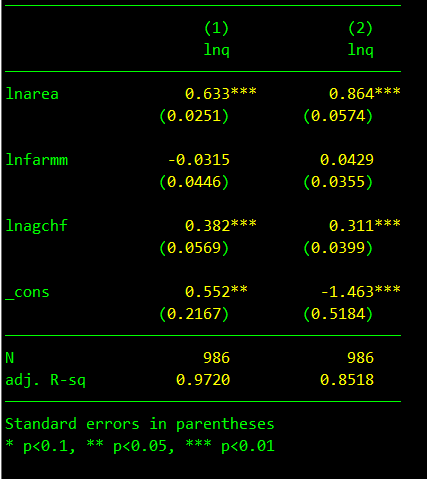 (1) (2)
lnq lnq
lnarea 0.633*** 0.864***
(0.0251) (0.0574)
lnfarmm -0.0315 0.0429
(0.0446) (0.0355)
lnagchf 0.382*** 0.311***
(0.0569) (0.0399)
_cons 0.552** -1.463***
(0.2167) (0.5184)
N 986 986
adj. R-sq 0.9720 0.8518
Standard errors in parentheses
* p<0.1, ** p<0.05, *** p<0.01